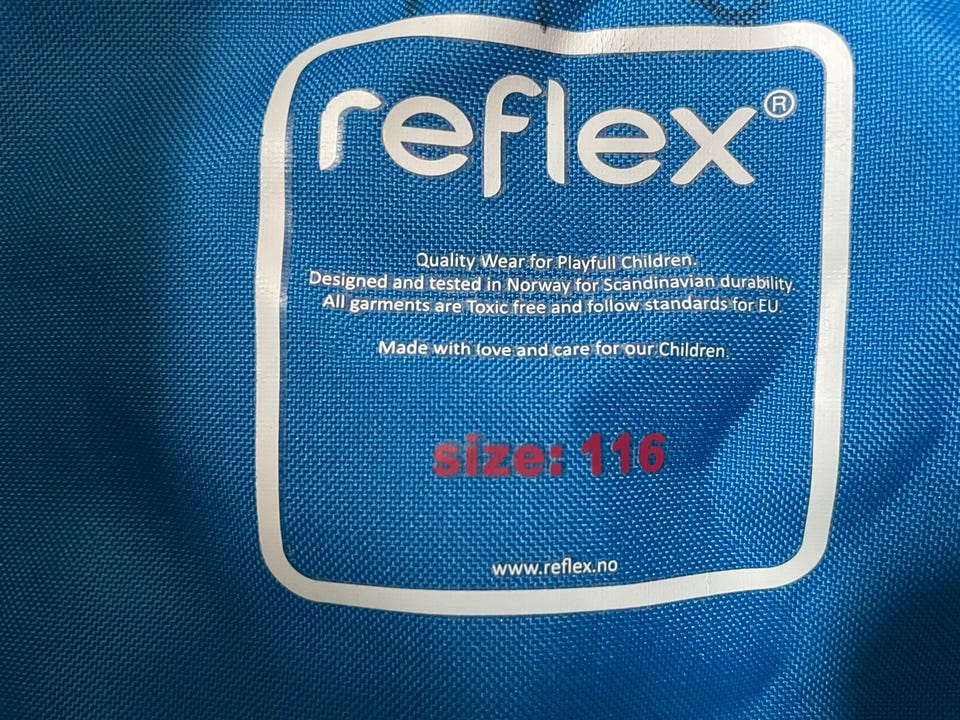 reflex®
Quality Wear for Playfull Children.
Designed and tested in Norway for Scandinavian durability.
All garments are Toxic free and follow standards for EU.
Made with love and care for our Children.
size: 116
www.reflex.no